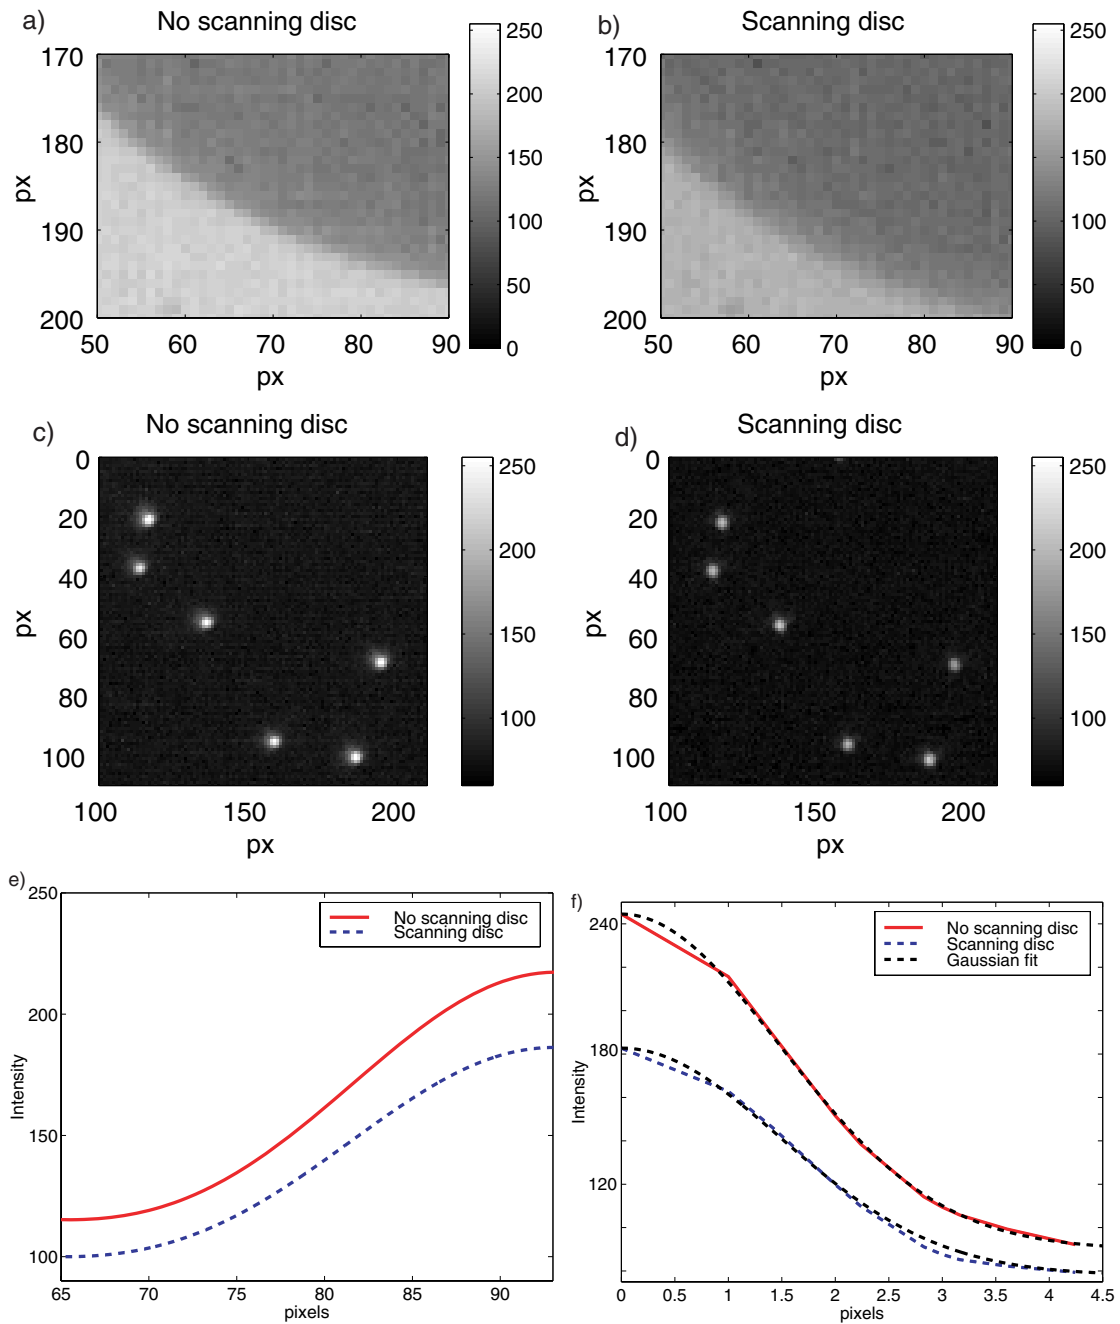 a)
No scanning disc
170
180
190
200
px
50
60
70
80
90
px
250
200
150
100
50
0
b)
Scanning disc
170
180
190
200
px
50
60
70
80
90
px
250
200
150
100
50
0
c)
No scanning disc
0
20
40
60
80
100
px
100
150
200
px
250
200
150
100
d)
Scanning disc
0
20
40
60
80
100
px
100
150
200
px
250
200
150
100
e)
250
200
150
100
Intensity
65
70
75
80
85
90
pixels
No scanning disc
Scanning disc
f)
240
180
120
Intensity
0
0.5
1
1.5
2
2.5
3
3.5
4
4.5
pixels
No scanning disc
Scanning disc
Gaussian fit